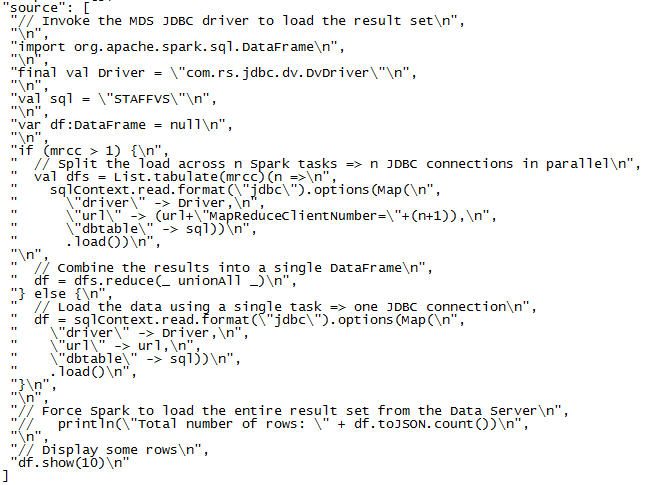 "source": [
 "// Invoke the MDS JDBC driver to load the result set\n",
 "\n",
 "import org.apache.spark.sql.DataFrame\n",
 "\n",
 "final val Driver = \"com.rs.jdbc.dv.DvDriver\"\n",
 "\n",
 "val sql = \"STAFFVS\"\n",
 "\n",
 "var df:DataFrame = null\n",
 "\n",
 "if (mrcc > 1) {\n",
 "  // Split the load across n Spark tasks => n JDBC connections in parallel\n",
 "  val dfs = List.tabulate(mrcc)(n =>\n",
 "    sqlContext.read.format(\"jdbc\").options(Map(\n",
 "      \"driver\" -> Driver,\n",
 "      \"url\" -> (url+\"MapReduceClientNumber=\"+(n+1)),\n",
 "      \"dbtable\" -> sql))\n",
 "      .load())\n",
 "\n",
 "  // Combine the results into a single DataFrame\n",
 "  df = dfs.reduce(_ unionAll _)\n",
 "} else {\n",
 "  // Load the data using a single task => one JDBC connection\n",
 "  df = sqlContext.read.format(\"jdbc\").options(Map(\n",
 "    \"driver\" -> Driver,\n",
 "    \"url\" -> url,\n",
 "    \"dbtable\" -> sql))\n",
 "    .load()\n",
 "}\n",
 "\n",
 "// Force Spark to load the entire result set from the Data Server\n",
 "//   println(\"Total number of rows: \" + df.toJSON.count())\n",
 "\n",
 "// Display some rows\n",
 "df.show(10)\n"
]